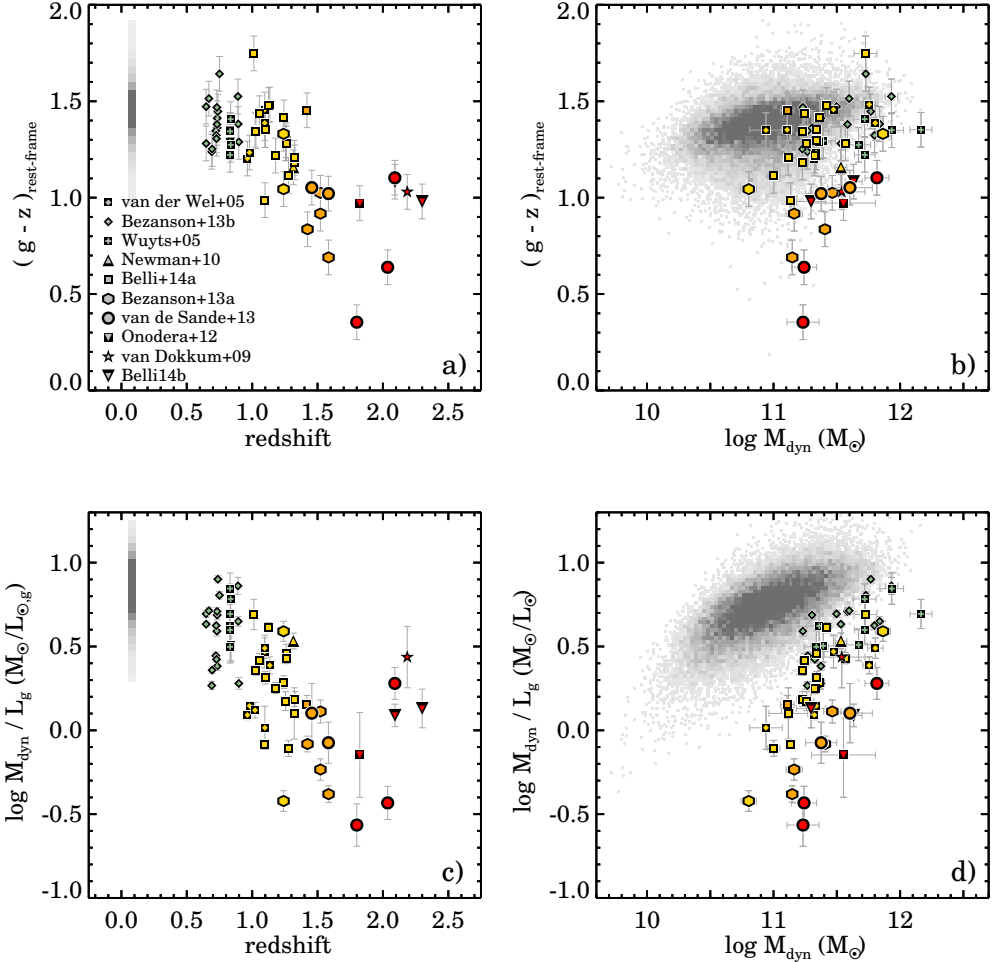 2.0
1.5
1.0
0.5
0.0
( g - z )rest-frame
van der Wel+05
Bezanson+13b
Wuyts+05
Newman+10
Belli+14a
Bezanson+13a
van de Sande+13
Onodera+12
van Dokkum+09
Belli14b
a)
0.0 0.5 1.0 1.5 2.0 2.5
redshift
2.0
1.5
1.0
0.5
0.0
( g - z )rest-frame
b)
10 11 12
log Mdyn (M⊙)
1.0
0.5
0.0
-0.5
-1.0
log Mdyn / Lg (M⊙/L⊙,g)
c)
0.0 0.5 1.0 1.5 2.0 2.5
redshift
1.0
0.5
0.0
-0.5
-1.0
log Mdyn / Lg (M⊙/L⊙)
d)
10 11 12
log Mdyn (M⊙)